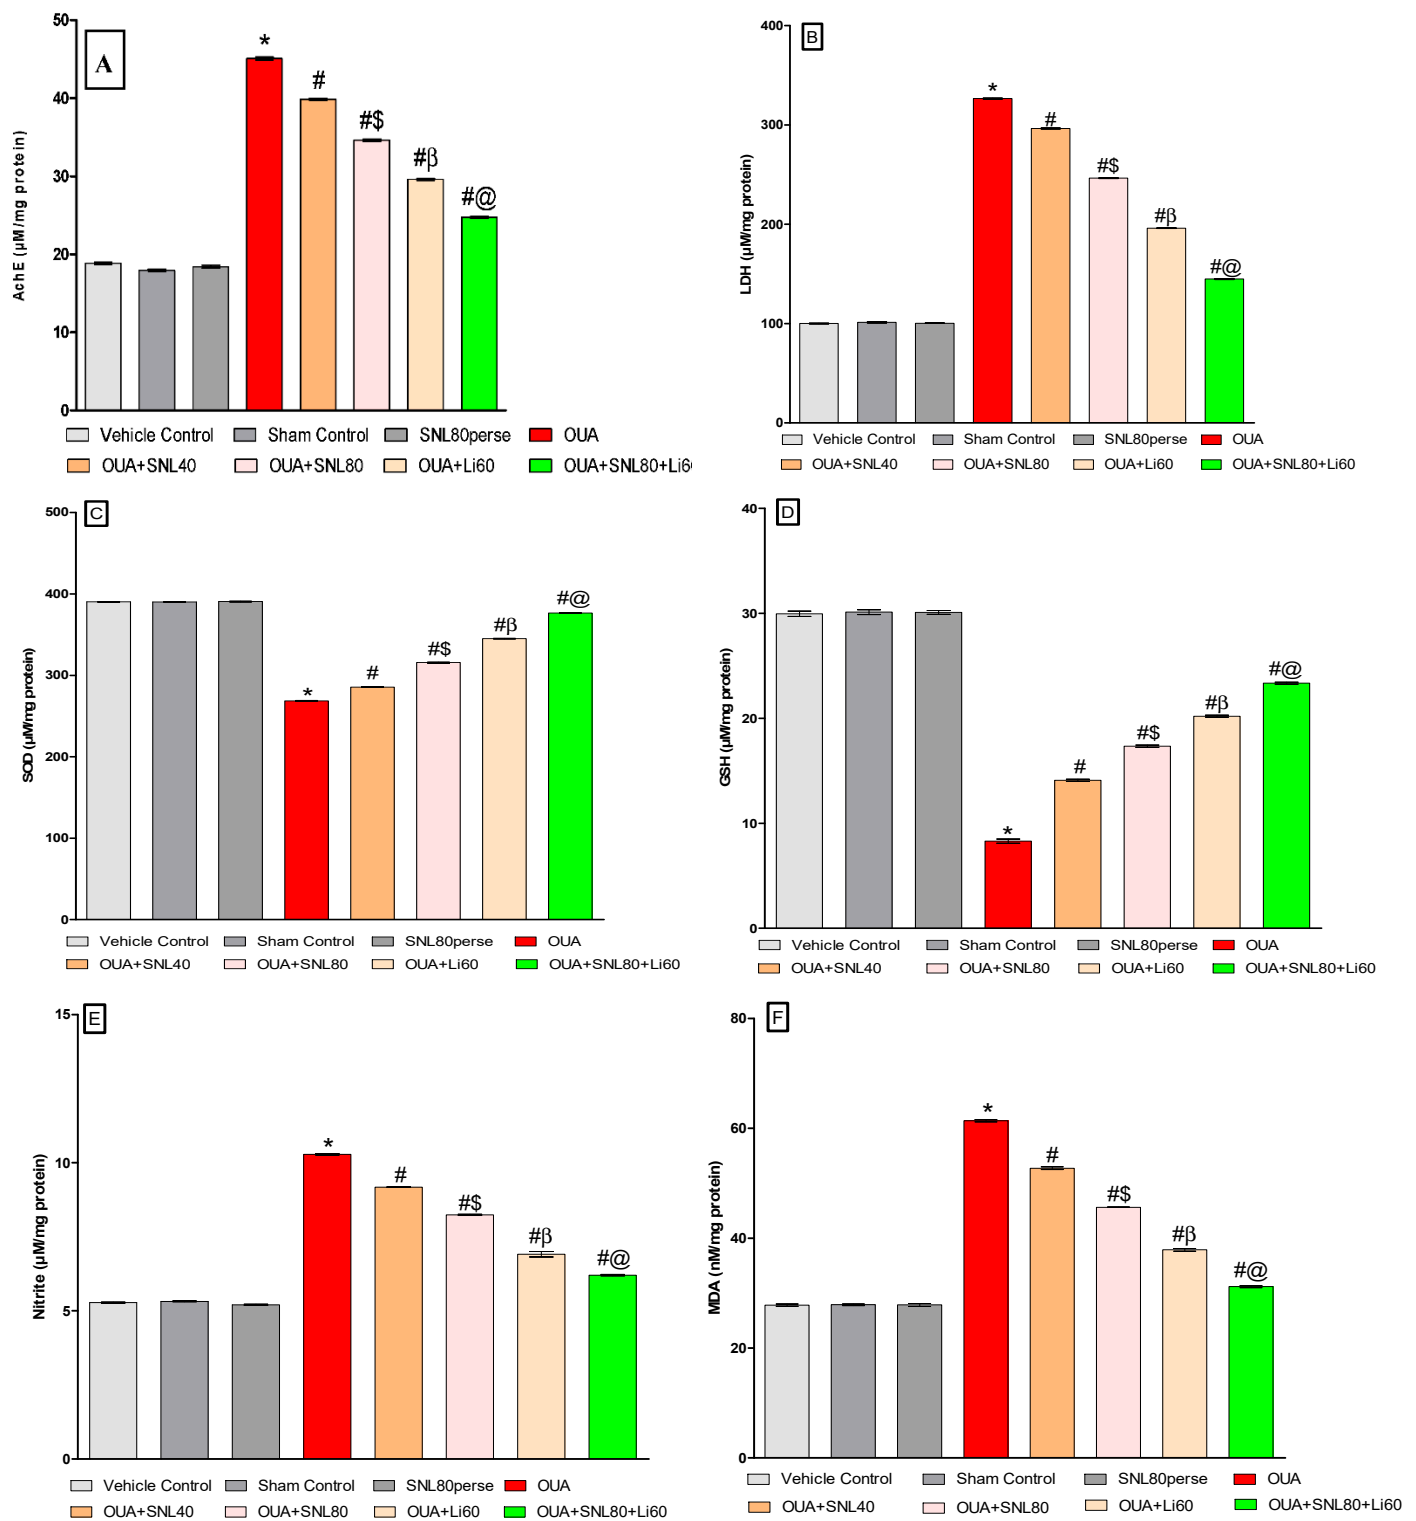 A
AchE (µM/mg protein)
50
40
30
20
10
0
*
#
#$
#β
#@
Vehicle Control Sham Control SNL80perse OUA
OUA+SNL40 OUA+SNL80 OUA+Li60 OUA+SNL80+Li6
B
LDH (µM/mg protein)
400
300
200
100
0
*
#
#$
#β
#@
Vehicle Control Sham Control SNL80perse OUA
OUA+SNL40 OUA+SNL80 OUA+Li60 OUA+SNL80+Li60
C
SOD (µM/mg protein)
500
400
300
200
100
0
*
#
#$
#β
#@
Vehicle Control Sham Control SNL80perse OUA
OUA+SNL40 OUA+SNL80 OUA+Li60 OUA+SNL80+Li60
D
GSH (µM/mg protein)
40
30
20
10
0
*
#
#$
#β
#@
Vehicle Control Sham Control SNL80perse OUA
OUA+SNL40 OUA+SNL80 OUA+Li60 OUA+SNL80+Li60
E
Nitrite (µM/mg protein)
15
10
5
0
*
#
#$
#β
#@
Vehicle Control Sham Control SNL80perse OUA
OUA+SNL40 OUA+SNL80 OUA+Li60 OUA+SNL80+Li60
F
MDA (nM/mg protein)
80
60
40
20
0
*
#
#$
#β
#@
Vehicle Control Sham Control SNL80perse OUA
OUA+SNL40 OUA+SNL80 OUA+Li60 OUA+SNL80+Li60